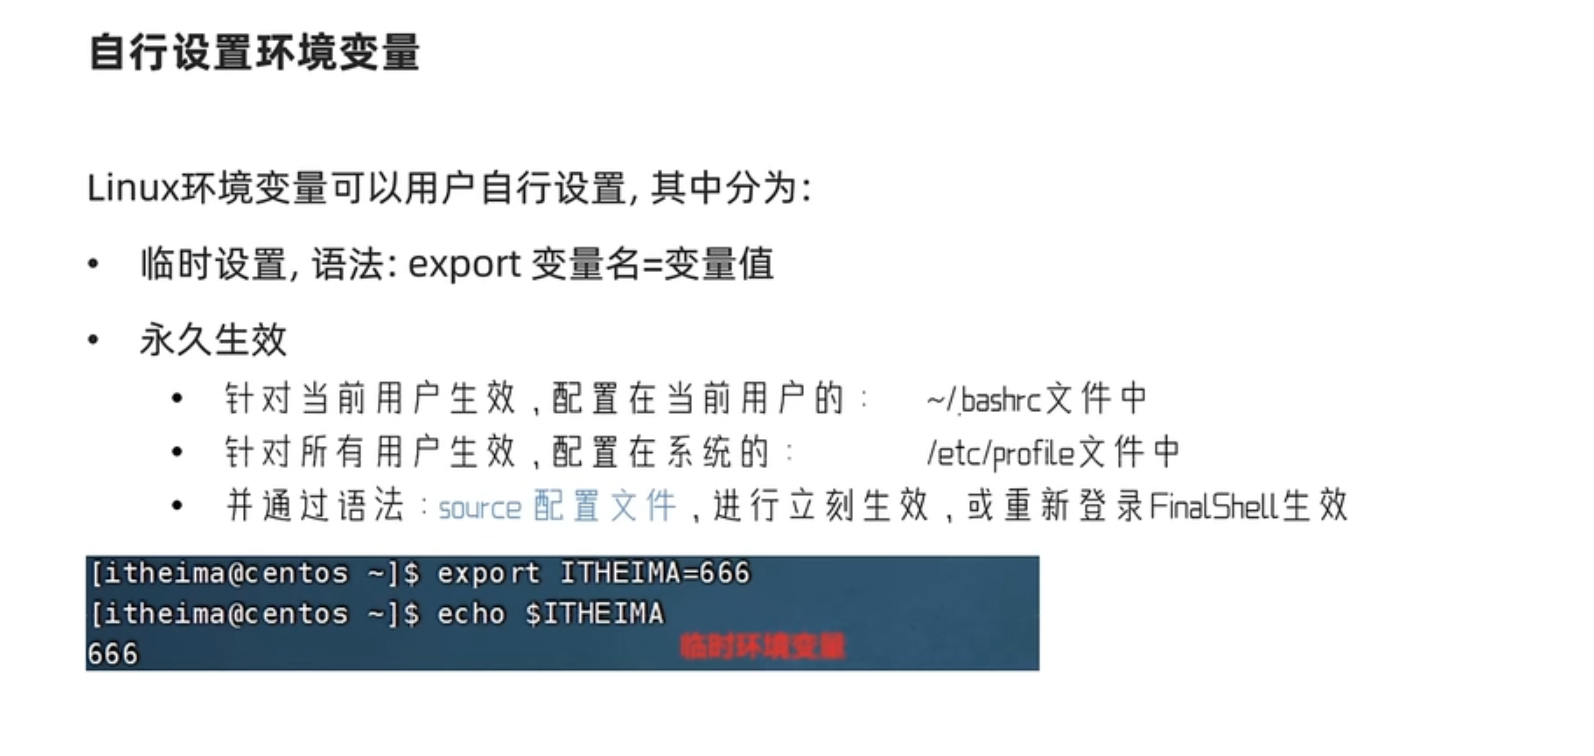 自行设置环境变量
Linux环境变量可以用户自行设置, 其中分为:
• 临时设置, 语法: export 变量名=变量值
• 永久生效
• 针对当前用户生效,配置在当前用户的: ~/.bashrc文件中
• 针对所有用户生效,配置在系统的: /etc/profile文件中
• 并通过语法:source 配置文件,进行立刻生效,或重新登录FinalShell生效
[itheima@centos ~]$ export ITHEIMA=666
[itheima@centos ~]$ echo $ITHEIMA
666
临时环境变量